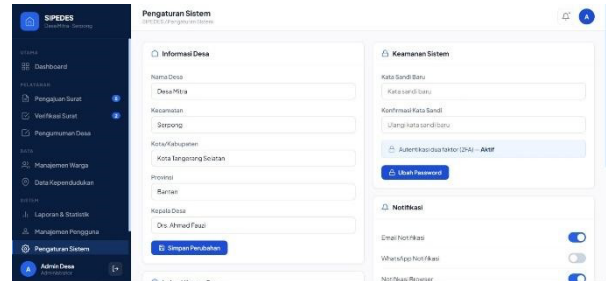 SIPEDES
Desa Mitra Serpong
UTAMA
Dashboard
PELAYANAN
Pengajuan Surat
Verifikasi Surat
Pengumuman Desa
DATA
Manajemen Warga
Data Kependudukan
SISTEM
Laporan & Statistik
Manajemen Pengguna
Pengaturan Sistem
A
Admin Desa
Administrator
Pengaturan Sistem
SIPEDES / Pengaturan Sistem
A
Informasi Desa
Nama Desa
Desa Mitra
Kecamatan
Serpong
Kota/Kabupaten
Kota Tangerang Selatan
Provinsi
Banten
Kepala Desa
Drs. Ahmad Fauzi
Simpan Perubahan
Keamanan Sistem
Kata Sandi Baru
Kata sandi baru
Konfirmasi Kata Sandi
Ulangi kata sandi baru
Autentikasi dua faktor (2FA) — Aktif
Ubah Password
Notifikasi
Email Notifikasi
WhatsApp Notifikasi
Notifikasi Browser